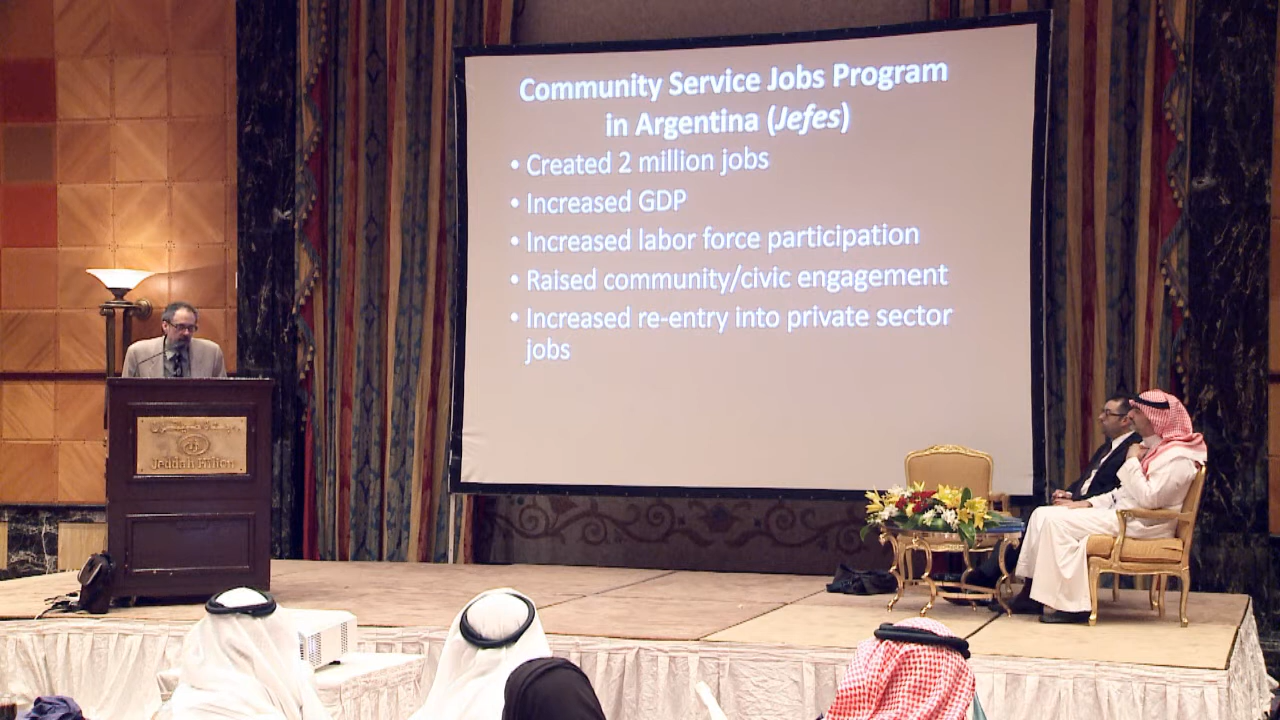 Community Service Jobs Program
in Argentina (Jefes)
• Created 2 million jobs
• Increased GDP
• Increased labor force participation
• Raised community/civic engagement
• Increased re-entry into private sector
jobs
Jeddah Hilton